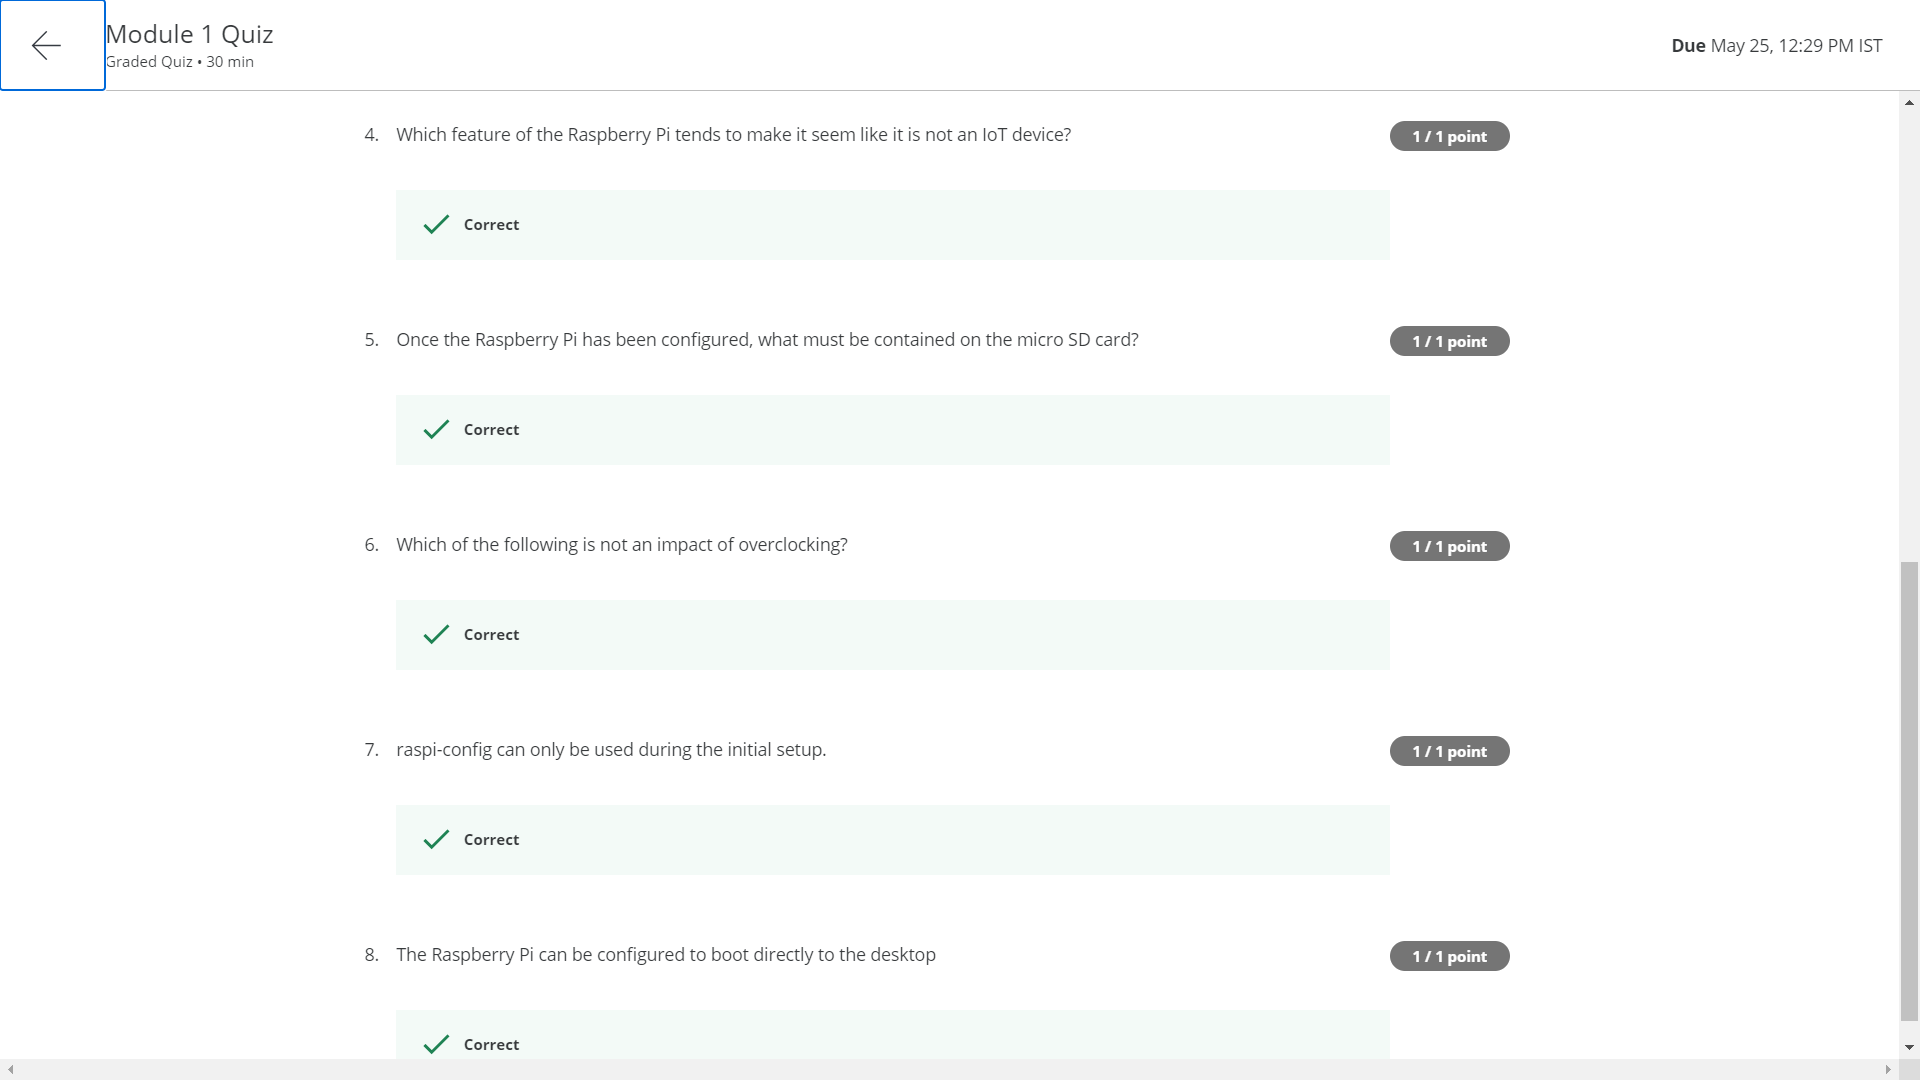 Module 1 Quiz
Graded Quiz • 30 min
Due May 25, 12:29 PM IST
4. Which feature of the Raspberry Pi tends to make it seem like it is not an IoT device?
1 / 1 point
Correct
5. Once the Raspberry Pi has been configured, what must be contained on the micro SD card?
1 / 1 point
Correct
6. Which of the following is not an impact of overclocking?
1 / 1 point
Correct
7. raspi-config can only be used during the initial setup.
1 / 1 point
Correct
8. The Raspberry Pi can be configured to boot directly to the desktop
1 / 1 point
Correct